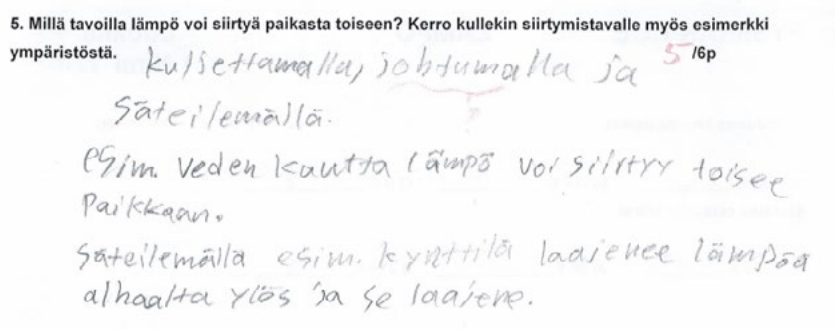 5. Millä tavoilla lämpö voi siirtyä paikasta toiseen? Kerro kullekin siirtymistavalle myös esimerkki
ympäristöstä. 5 /6p
kuljettamalla, johtumalla ja
säteilemällä.
esim. veden kautta lämpö voi siirtyy toisee
paikkaan.
säteilemällä esim. kynttilä laajenee lämpöä
alhaalta ylös ja se laajene.